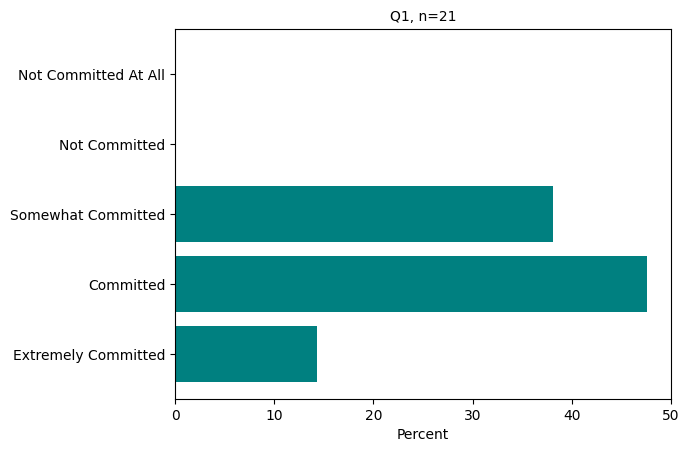 Q1, n=21
Not Committed At All
Not Committed
Somewhat Committed
Committed
Extremely Committed
0 10 20 30 40 50
Percent